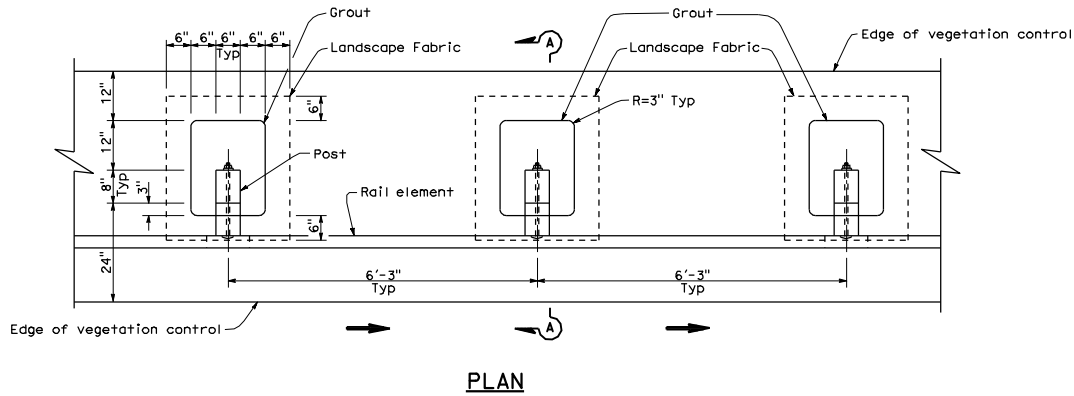 Grout
Grout
6" 6" 6" 6" 6"
Typ
A
Landscape Fabric
Landscape Fabric
Edge of vegetation control
12"
6"
R=3" Typ
12"
Post
8"
Typ
3"
Rail element
6"
24"
6'-3"
Typ
6'-3"
Typ
Edge of vegetation control
A
PLAN